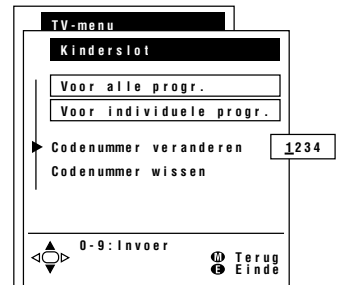 TV-menu
Kinderslot
Voor alle progr.
Voor individuele progr.
Codenummer veranderen 1234
Codenummer wissen
0-9:Invoer
M Terug
E Einde